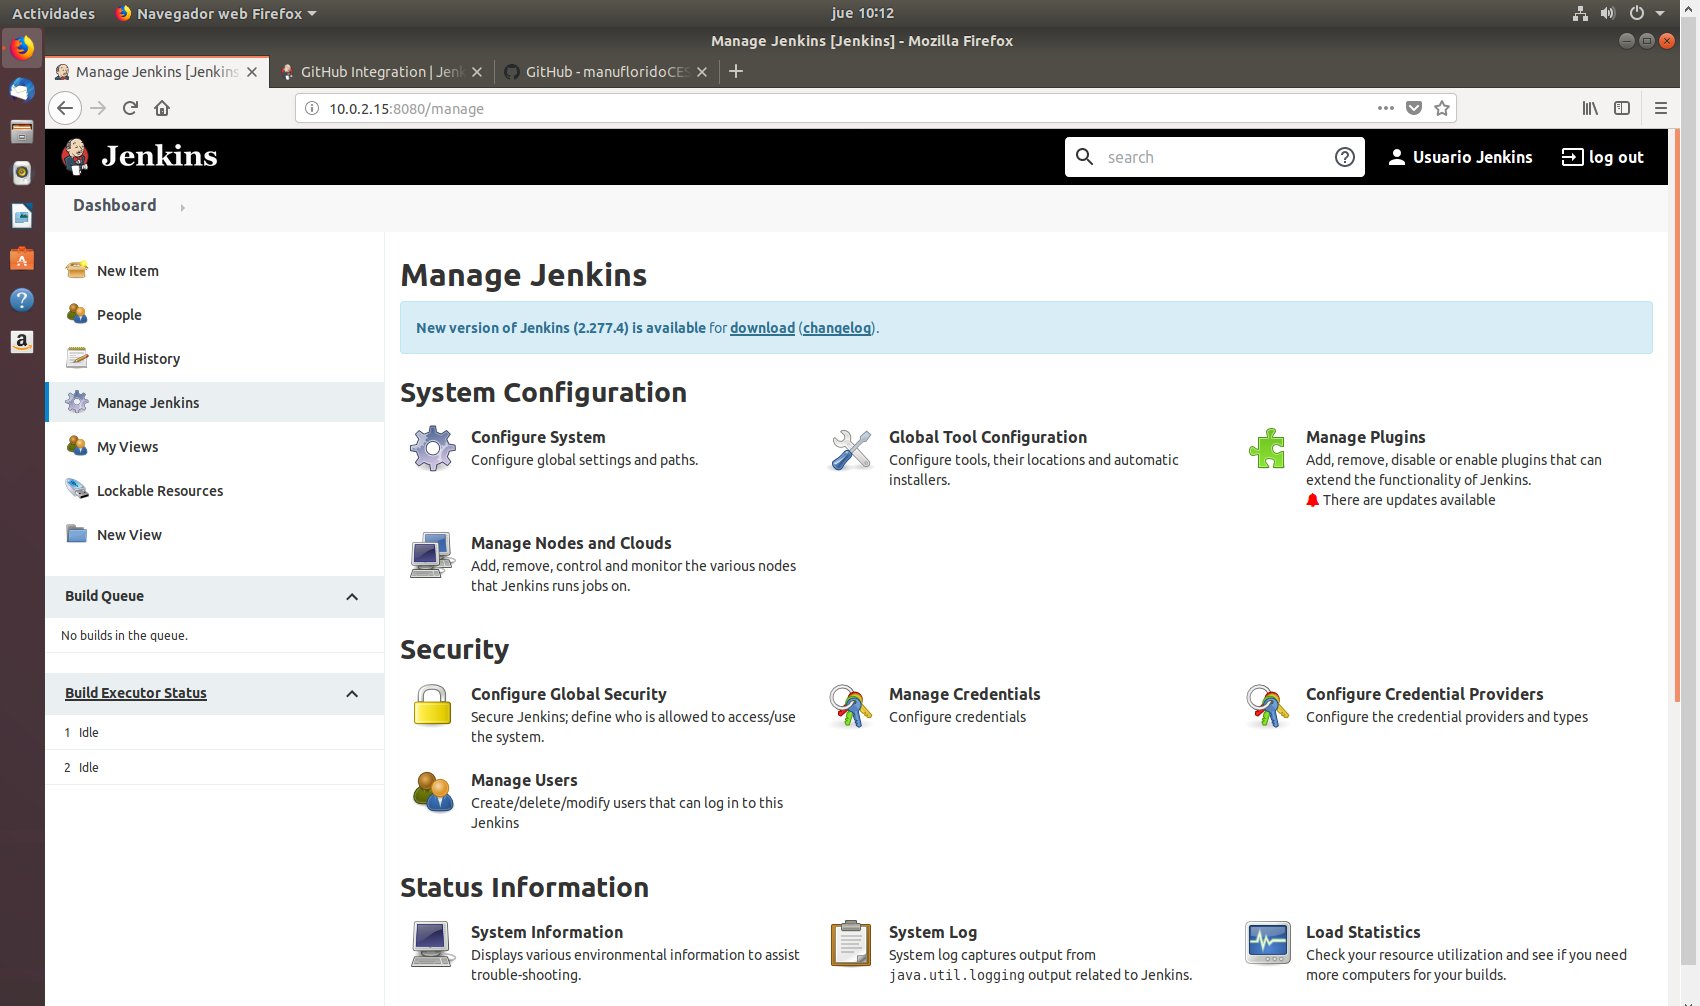 Actividades
Navegador web Firefox
jue 10:12
Manage Jenkins [Jenkins] - Mozilla Firefox
Manage Jenkins [Jenkins
GitHub Integration | Jenk
GitHub - manufloridoCES
10.0.2.15:8080/manage
Jenkins
search
Usuario Jenkins
log out
Dashboard
New Item
People
Build History
Manage Jenkins
My Views
Lockable Resources
New View
Build Queue
No builds in the queue.
Build Executor Status
1 Idle
2 Idle
Manage Jenkins
New version of Jenkins (2.277.4) is available for download (changelog).
System Configuration
Configure System
Configure global settings and paths.
Global Tool Configuration
Configure tools, their locations and automatic
installers.
Manage Plugins
Add, remove, disable or enable plugins that can
extend the functionality of Jenkins.
There are updates available
Manage Nodes and Clouds
Add, remove, control and monitor the various nodes
that Jenkins runs jobs on.
Security
Configure Global Security
Secure Jenkins; define who is allowed to access/use
the system.
Manage Credentials
Configure credentials
Configure Credential Providers
Configure the credential providers and types
Manage Users
Create/delete/modify users that can log in to this
Jenkins
Status Information
System Information
Displays various environmental information to assist
trouble-shooting.
System Log
System log captures output from
java.util.logging output related to Jenkins.
Load Statistics
Check your resource utilization and see if you need
more computers for your builds.